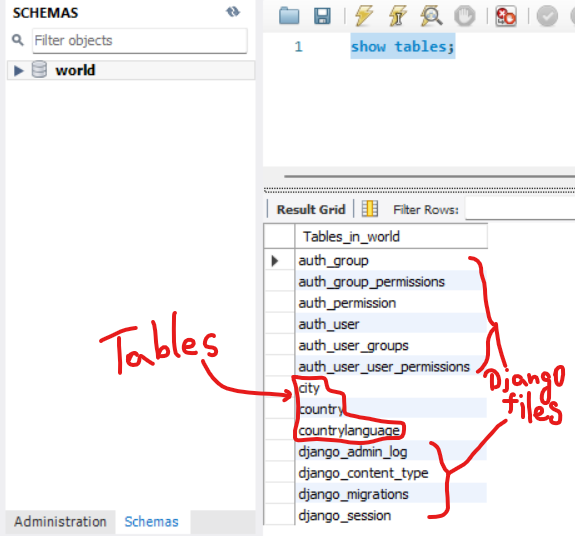 SCHEMAS
Filter objects
world
Administration Schemas
1 show tables;
Result Grid Filter Rows:
Tables_in_world
auth_group
auth_group_permissions
auth_permission
auth_user
auth_user_groups
auth_user_user_permissions
city
country
countrylanguage
django_admin_log
django_content_type
django_migrations
django_session
Tables
Django
files